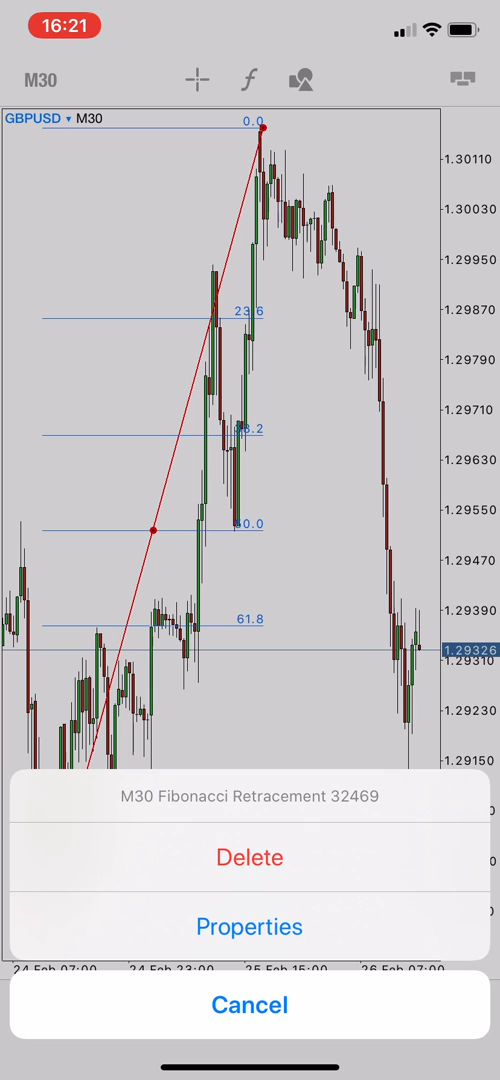 16:21
M30
GBPUSD ▾ M30
0.0
1.30110
1.30030
1.29950
1.29870
23.6
1.29790
1.29710
1.29630
1.29550
50.0
1.29470
1.29390
61.8
1.29326
1.29310
1.29230
1.29150
M30 Fibonacci Retracement 32469
Delete
Properties
24 Feb 07:00 24 Feb 23:00 25 Feb 15:00 26 Feb 07:00
Cancel